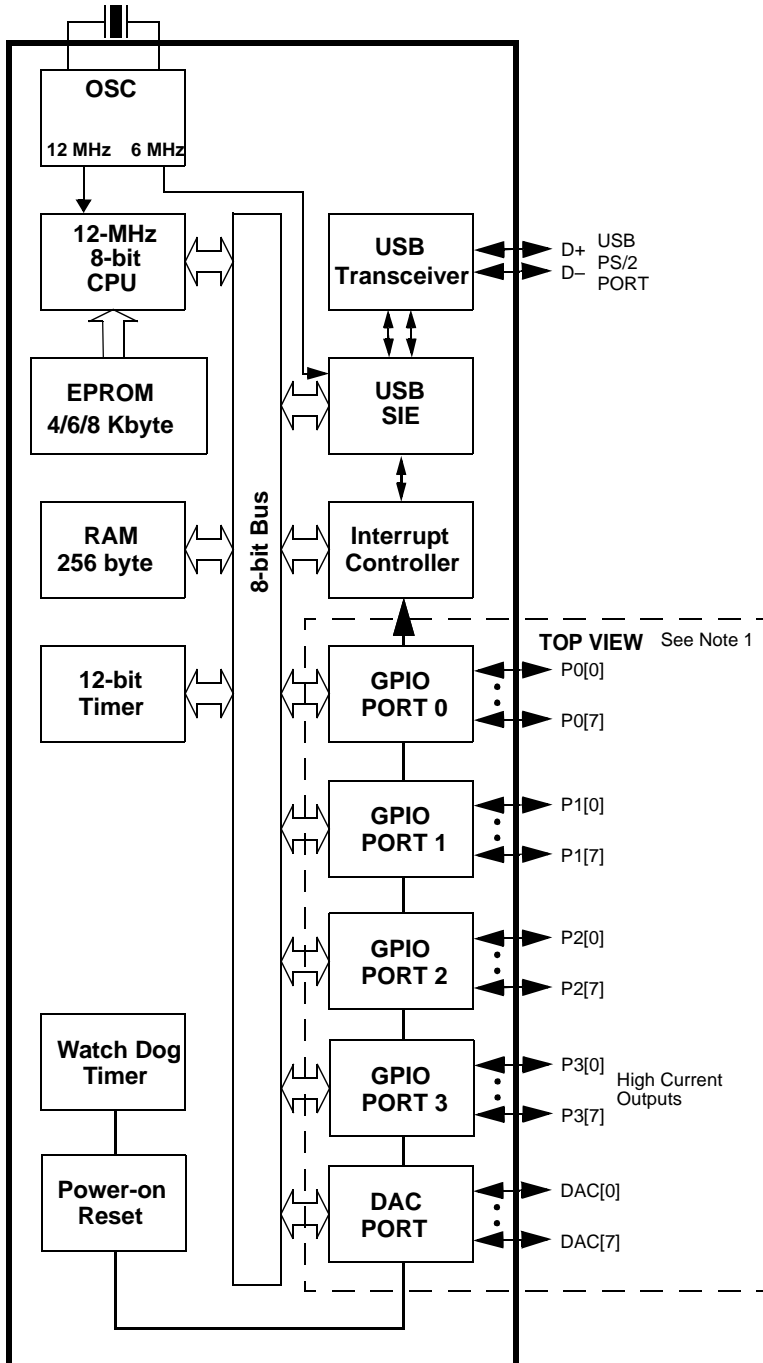 OSC
12 MHz 6 MHz
12-MHz
8-bit
CPU
USB
Transceiver
D+
D–
USB
PS/2
PORT
EPROM
4/6/8 Kbyte
USB
SIE
8-bit Bus
RAM
256 byte
Interrupt
Controller
TOP VIEW See Note 1
12-bit
Timer
GPIO
PORT 0
P0[0]
P0[7]
GPIO
PORT 1
P1[0]
P1[7]
GPIO
PORT 2
P2[0]
P2[7]
Watch Dog
Timer
GPIO
PORT 3
P3[0]
P3[7]
High Current
Outputs
Power-on
Reset
DAC
PORT
DAC[0]
DAC[7]